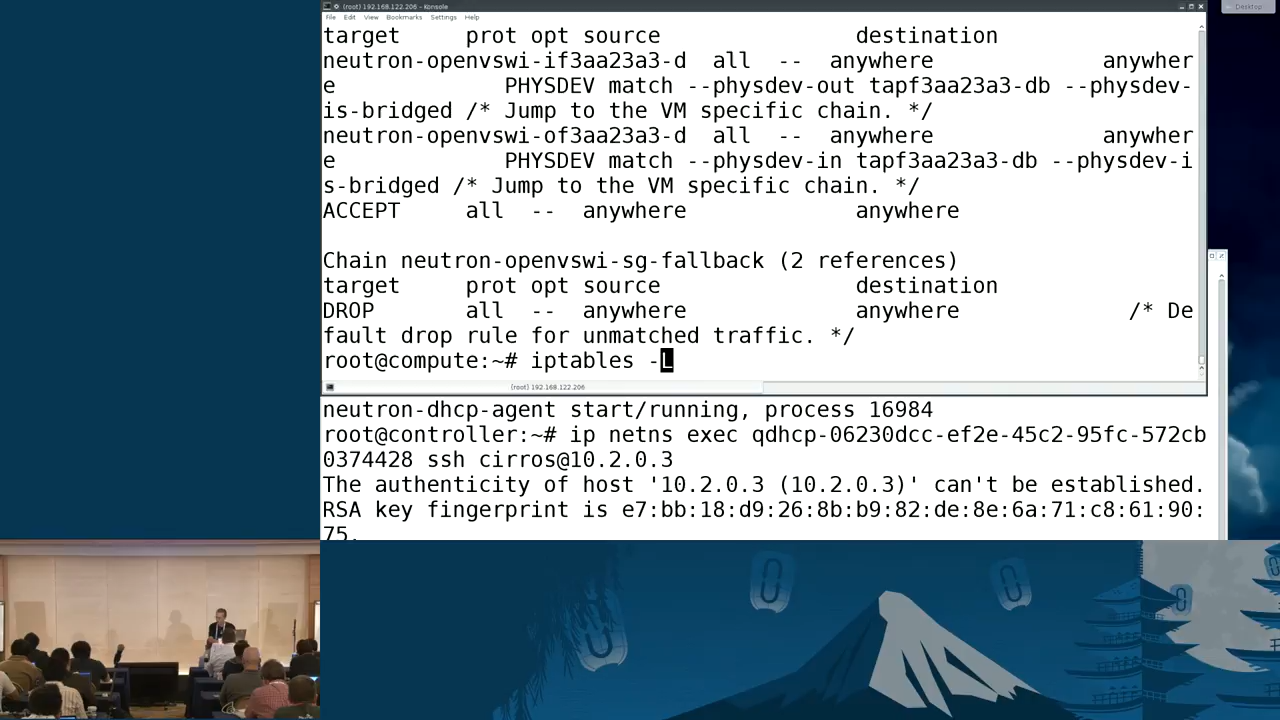 (root) 192.168.122.206 - Konsole
Desktop
File Edit View Bookmarks Settings Help
target prot opt source destination
neutron-openvswi-if3aa23a3-d all -- anywhere anywher
e PHYSDEV match --physdev-out tapf3aa23a3-db --physdev-
is-bridged /* Jump to the VM specific chain. */
neutron-openvswi-of3aa23a3-d all -- anywhere anywher
e PHYSDEV match --physdev-in tapf3aa23a3-db --physdev-i
s-bridged /* Jump to the VM specific chain. */
ACCEPT all -- anywhere anywhere
Chain neutron-openvswi-sg-fallback (2 references)
target prot opt source destination
DROP all -- anywhere anywhere /* De
fault drop rule for unmatched traffic. */
root@compute:~# iptables -L
(root) 192.168.122.206
neutron-dhcp-agent start/running, process 16984
root@controller:~# ip netns exec qdhcp-06230dcc-ef2e-45c2-95fc-572cb
0374428 ssh cirros@10.2.0.3
The authenticity of host '10.2.0.3 (10.2.0.3)' can't be established.
RSA key fingerprint is e7:bb:18:d9:26:8b:b9:82:de:8e:6a:71:c8:61:90:
75.